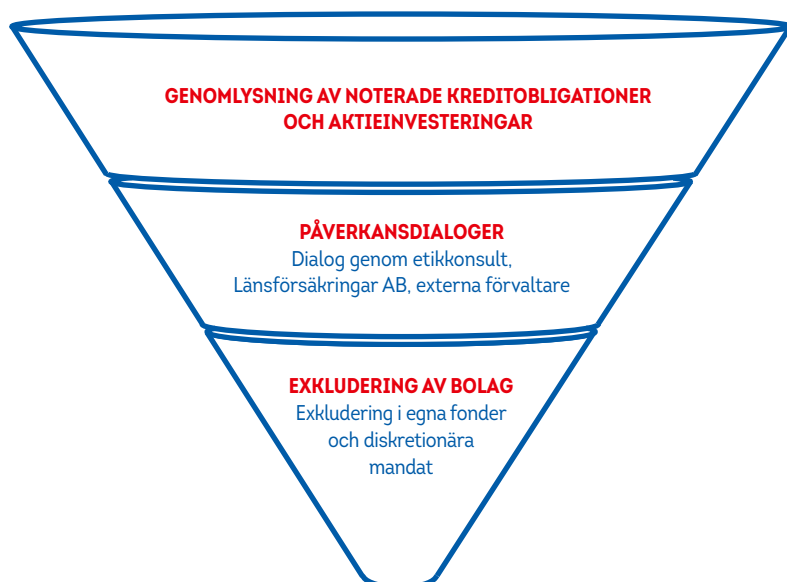 GENOMLYSNING AV NOTERADE KREDITOBLIGATIONER
OCH AKTIEINVESTERINGAR
PÅVERKANSDIALOGER
Dialog genom etikkonsult,
Länsförsäkringar AB, externa förvaltare
EXKLUDERING AV BOLAG
Exkludering i egna fonder
och diskretionära
mandat